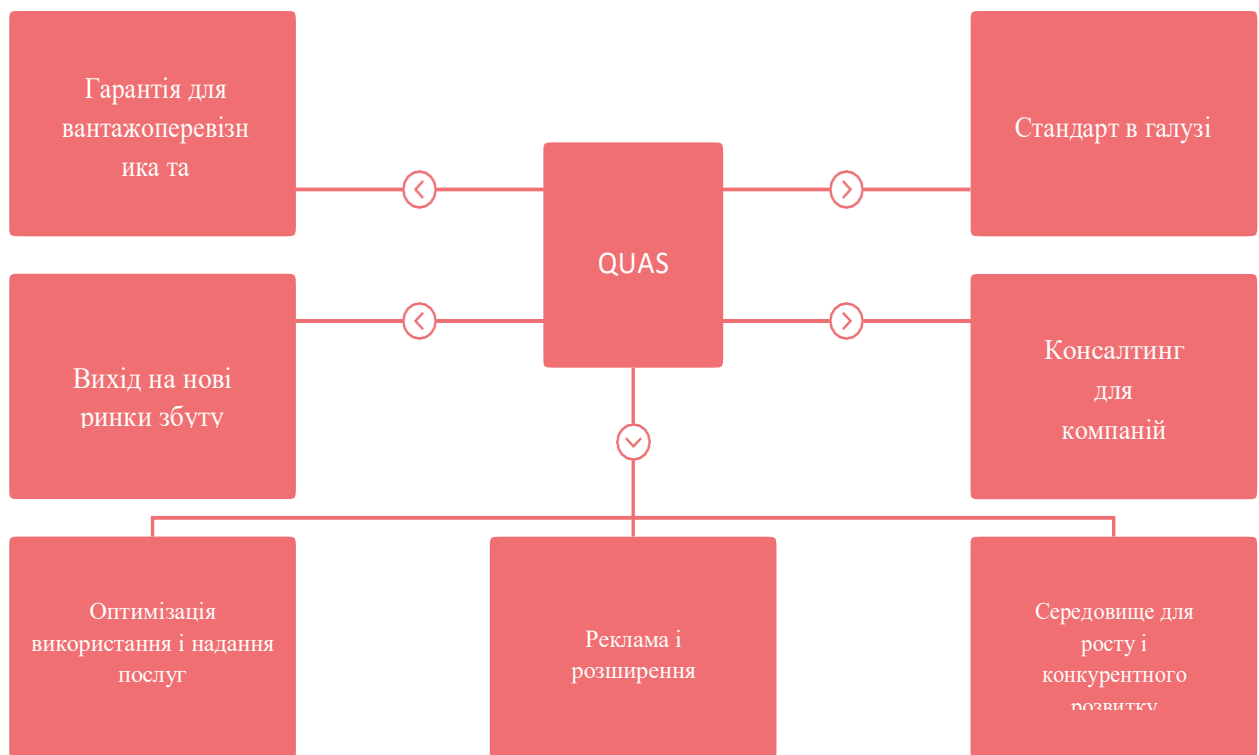 Гарантія для
вантажоперевізн
ика та
Стандарт в галузі
QUAS
Вихід на нові
ринки збуту
Консалтинг
для
компаній
Оптимізація
використання і надання
послуг
Реклама і
розширення
Середовище для
росту і
конкурентного
розвитку